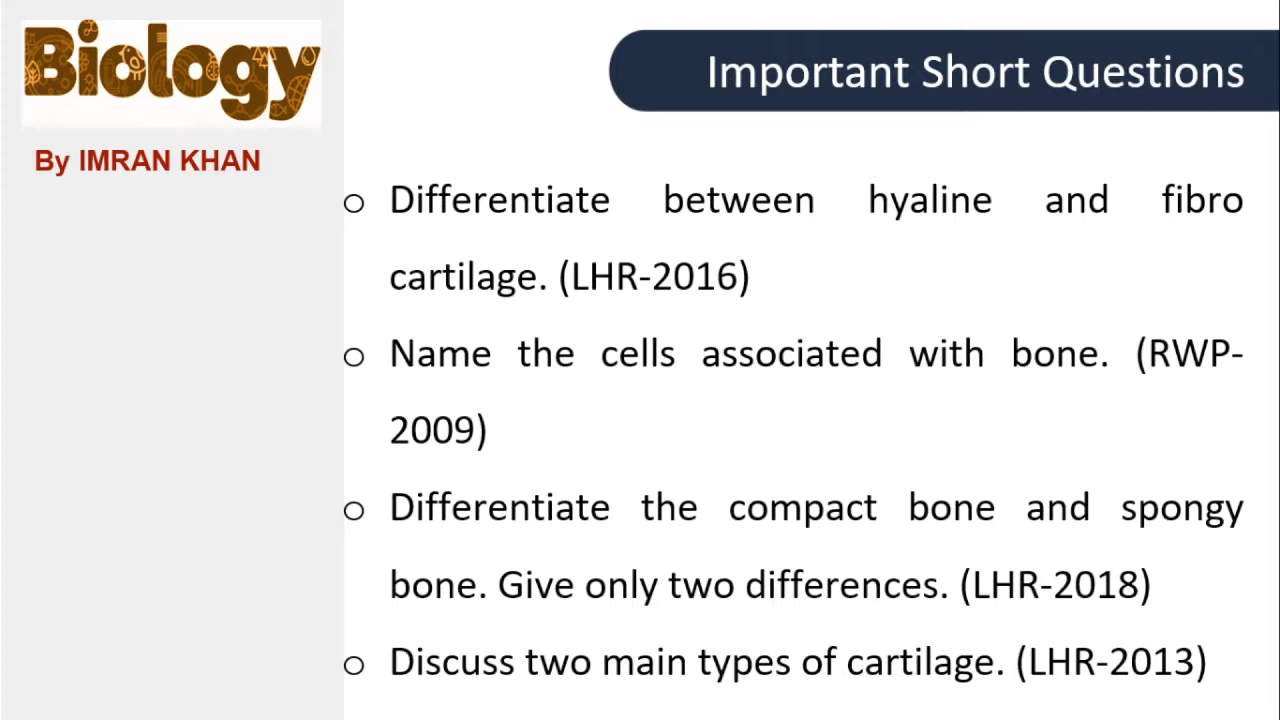 Biology
By IMRAN KHAN
Important Short Questions
o Differentiate between hyaline and fibro
cartilage. (LHR-2016)
o Name the cells associated with bone. (RWP-
2009)
o Differentiate the compact bone and spongy
bone. Give only two differences. (LHR-2018)
o Discuss two main types of cartilage. (LHR-2013)